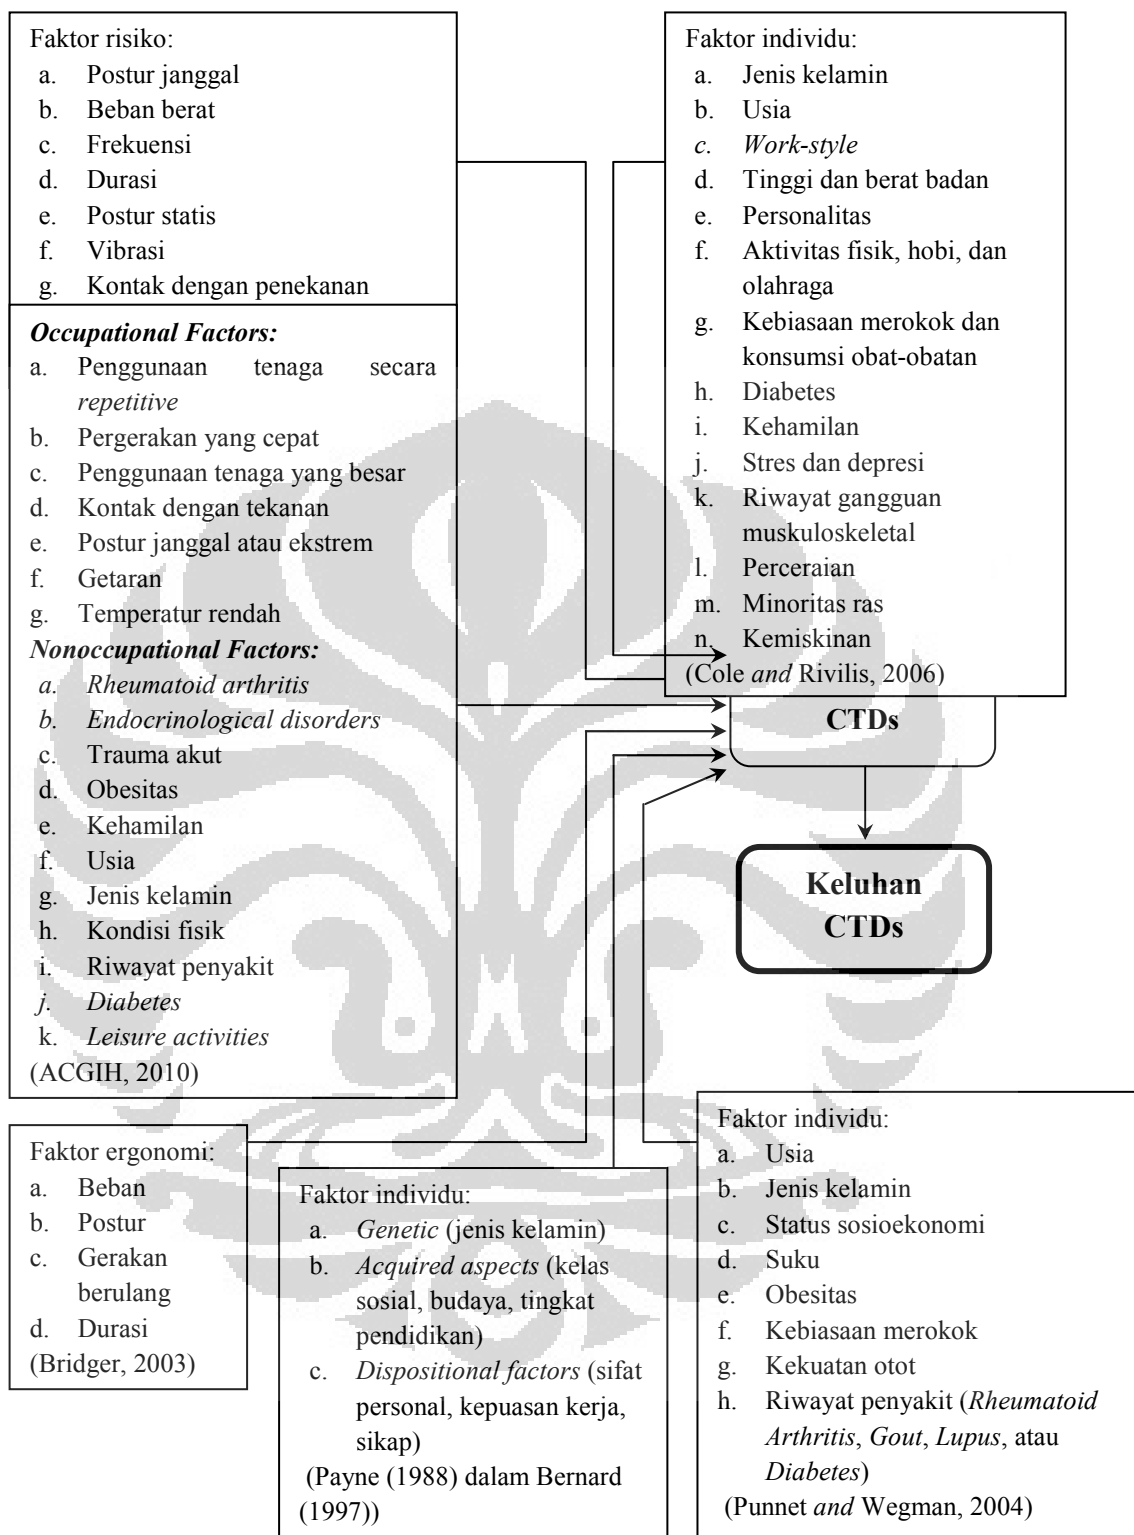 Faktor risiko:
a. Postur janggal
b. Beban berat
c. Frekuensi
d. Durasi
e. Postur statis
f. Vibrasi
g. Kontak dengan penekanan
Occupational Factors:
a. Penggunaan tenaga secara
repetitive
b. Pergerakan yang cepat
c. Penggunaan tenaga yang besar
d. Kontak dengan tekanan
e. Postur janggal atau ekstrem
f. Getaran
g. Temperatur rendah
Nonoccupational Factors:
a. Rheumatoid arthritis
b. Endocrinological disorders
c. Trauma akut
d. Obesitas
e. Kehamilan
f. Usia
g. Jenis kelamin
h. Kondisi fisik
i. Riwayat penyakit
j. Diabetes
k. Leisure activities
(ACGIH, 2010)
Faktor individu:
a. Jenis kelamin
b. Usia
c. Work-style
d. Tinggi dan berat badan
e. Personalitas
f. Aktivitas fisik, hobi, dan
olahraga
g. Kebiasaan merokok dan
konsumsi obat-obatan
h. Diabetes
i. Kehamilan
j. Stres dan depresi
k. Riwayat gangguan
muskuloskeletal
l. Perceraian
m. Minoritas ras
n. Kemiskinan
(Cole and Rivilis, 2006)
CTDs
Keluhan
CTDs
Faktor ergonomi:
a. Beban
b. Postur
c. Gerakan
berulang
d. Durasi
(Bridger, 2003)
Faktor individu:
a. Genetic (jenis kelamin)
b. Acquired aspects (kelas
sosial, budaya, tingkat
pendidikan)
c. Dispositional factors (sifat
personal, kepuasan kerja,
sikap)
(Payne (1988) dalam Bernard
(1997))
Faktor individu:
a. Usia
b. Jenis kelamin
c. Status sosioekonomi
d. Suku
e. Obesitas
f. Kebiasaan merokok
g. Kekuatan otot
h. Riwayat penyakit (Rheumatoid
Arthritis, Gout, Lupus, atau
Diabetes)
(Punnet and Wegman, 2004)